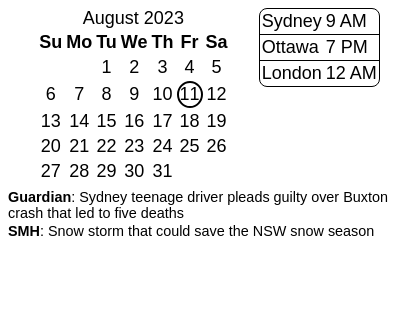 August 2023
Su Mo Tu We Th Fr Sa
1 2 3 4 5
6 7 8 9 10 11 12
13 14 15 16 17 18 19
20 21 22 23 24 25 26
27 28 29 30 31
Sydney 9 AM
Ottawa 7 PM
London 12 AM
Guardian: Sydney teenage driver pleads guilty over Buxton
crash that led to five deaths
SMH: Snow storm that could save the NSW snow season